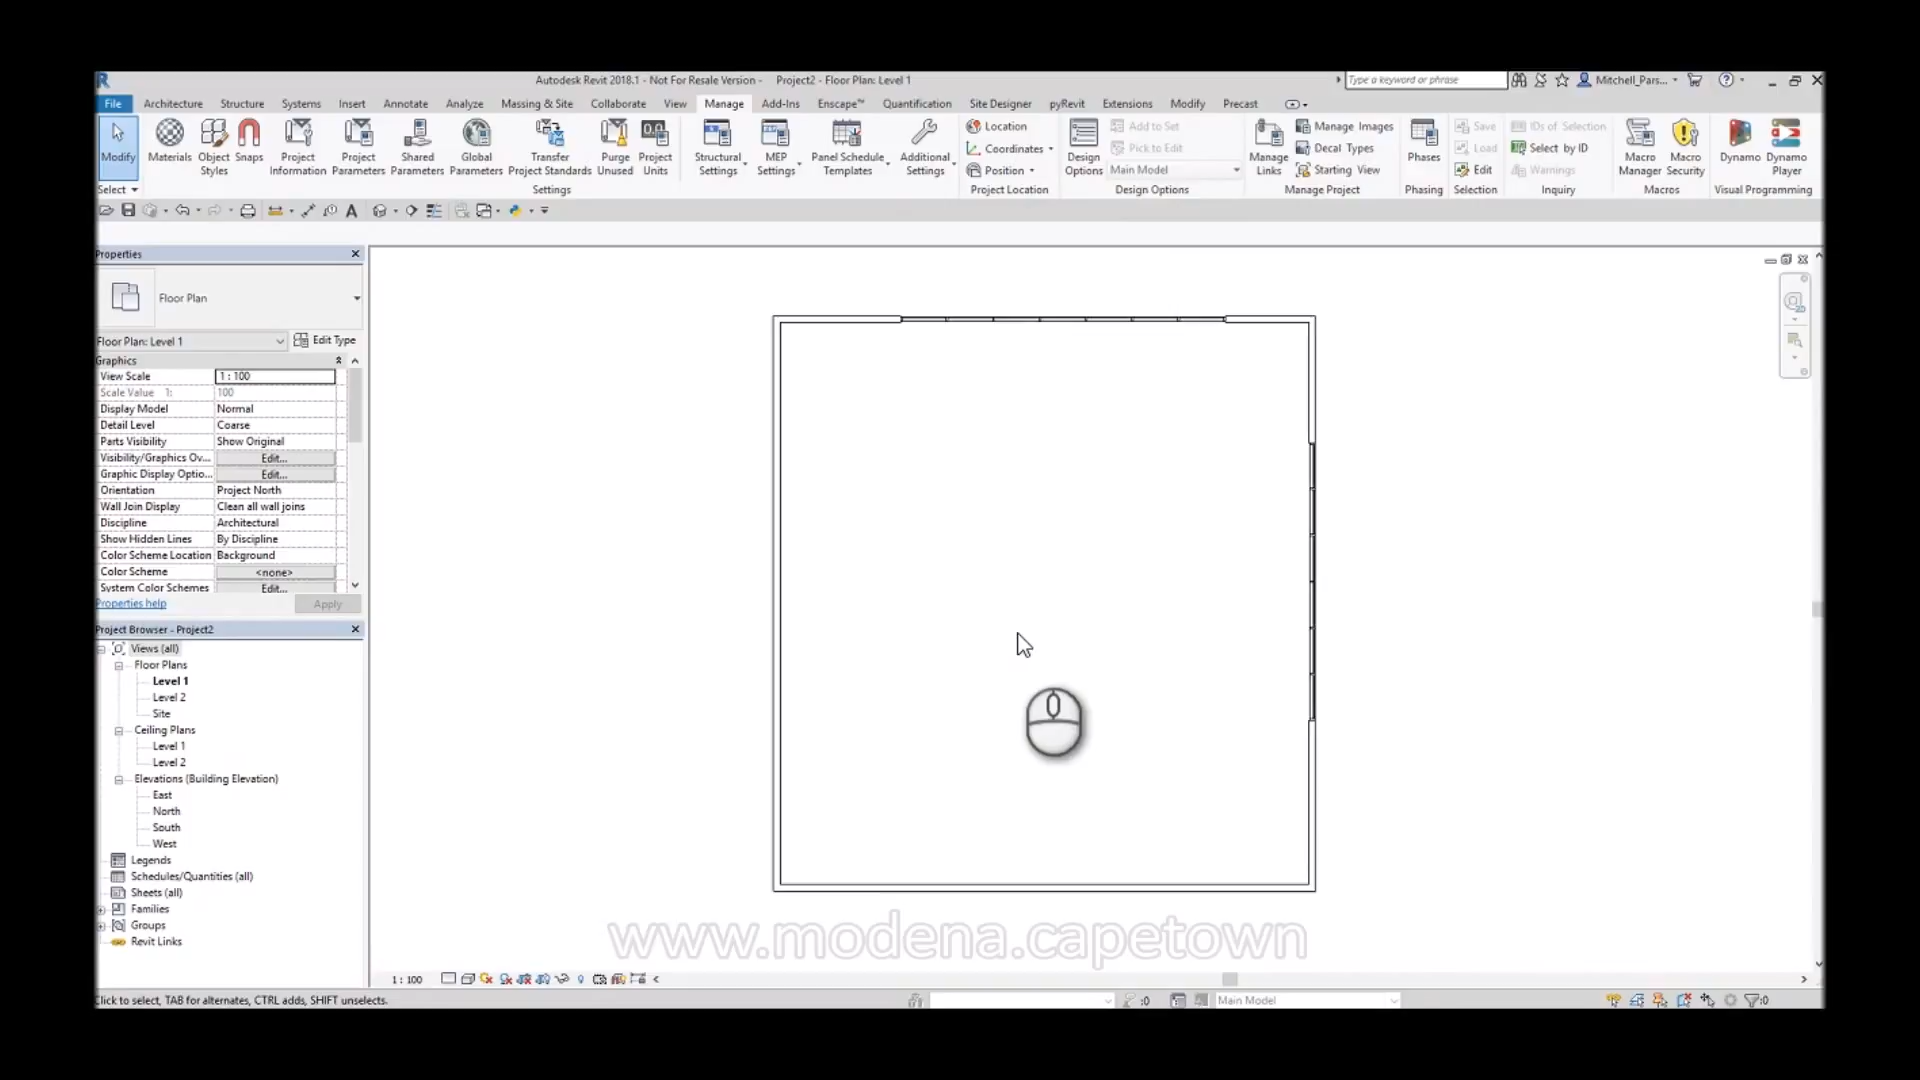 Autodesk Revit 2018.1 - Not For Resale Version - Project2 - Floor Plan: Level 1
Type a keyword or phrase
Mitchell_Pars...
File Architecture Structure Systems Insert Annotate Analyze Massing & Site Collaborate View Manage Add-Ins Enscape™ Quantification Site Designer pyRevit Extensions Modify Precast
Modify
Materials
Object Styles
Snaps
Project Information
Project Parameters
Shared Parameters
Global Parameters
Transfer Project Standards
Purge Unused
Project Units
Structural Settings
MEP Settings
Panel Schedule Templates
Additional Settings
Location
Coordinates
Position
Design Options
Add to Set
Pick to Edit
Main Model
Manage Links
Manage Images
Decal Types
Starting View
Phases
Save
Load
Edit
IDs of Selection
Select by ID
Warnings
Macro Manager
Macro Security
Dynamo
Dynamo Player
Select
Settings
Project Location
Design Options
Manage Project
Phasing
Selection
Inquiry
Macros
Visual Programming
Properties
Floor Plan
Floor Plan: Level 1
Edit Type
Graphics
View Scale 1 : 100
Scale Value 1: 100
Display Model Normal
Detail Level Coarse
Parts Visibility Show Original
Visibility/Graphics Ov... Edit...
Graphic Display Optio... Edit...
Orientation Project North
Wall Join Display Clean all wall joins
Discipline Architectural
Show Hidden Lines By Discipline
Color Scheme Location Background
Color Scheme <none>
System Color Schemes Edit...
Properties help
Apply
Project Browser - Project2
Views (all)
Floor Plans
Level 1
Level 2
Site
Ceiling Plans
Level 1
Level 2
Elevations (Building Elevation)
East
North
South
West
Legends
Schedules/Quantities (all)
Sheets (all)
Families
Groups
Revit Links
www.modena.capetown
1 : 100
Click to select, TAB for alternates, CTRL adds, SHIFT unselects.
:0
Main Model
:0